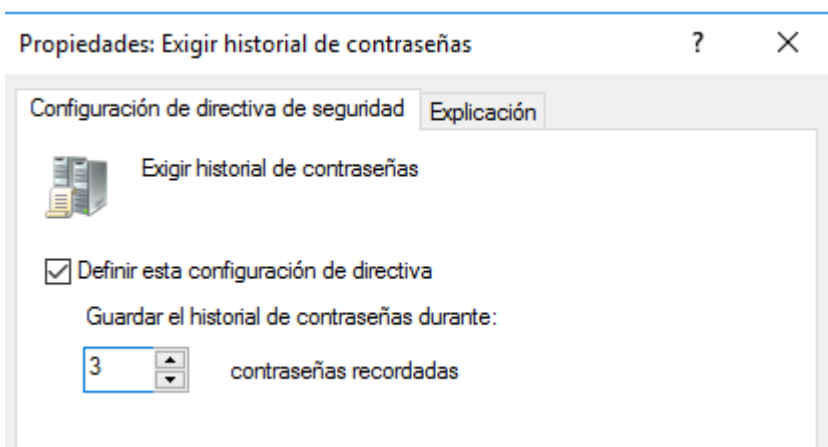 Propiedades: Exigir historial de contraseñas ?
Configuración de directiva de seguridad Explicación
Exigir historial de contraseñas
Definir esta configuración de directiva
Guardar el historial de contraseñas durante:
3 contraseñas recordadas